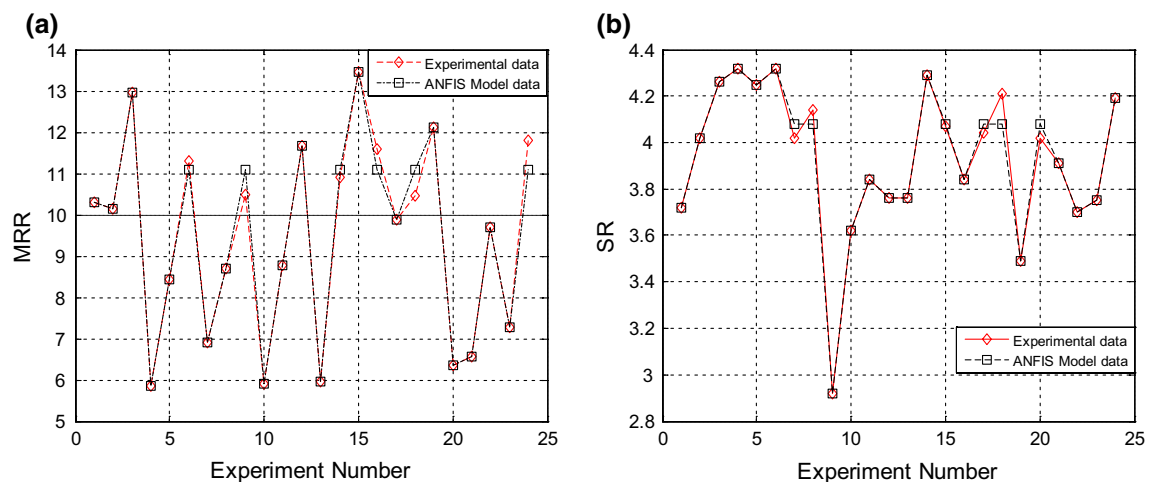 (a)
MRR
14
13
12
11
10
9
8
7
6
5
0 5 10 15 20 25
Experiment Number
Experimental data
ANFIS Model data
(b)
SR
4.4
4.2
4
3.8
3.6
3.4
3.2
3
2.8
0 5 10 15 20 25
Experiment Number
Experimental data
ANFIS Model data